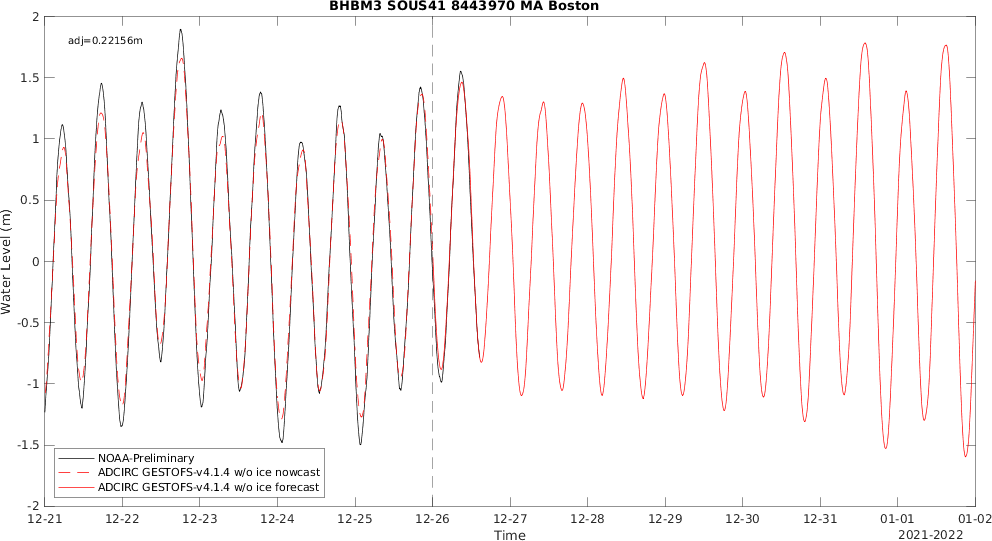 BHBM3 SOUS41 8443970 MA Boston
adj=0.22156m
2
1.5
1
0.5
0
-0.5
-1
-1.5
-2
Water Level (m)
NOAA-Preliminary
ADCIRC GESTOFS-v4.1.4 w/o ice nowcast
ADCIRC GESTOFS-v4.1.4 w/o ice forecast
12-21 12-22 12-23 12-24 12-25 12-26 12-27 12-28 12-29 12-30 12-31 01-01 01-02
Time
2021-2022